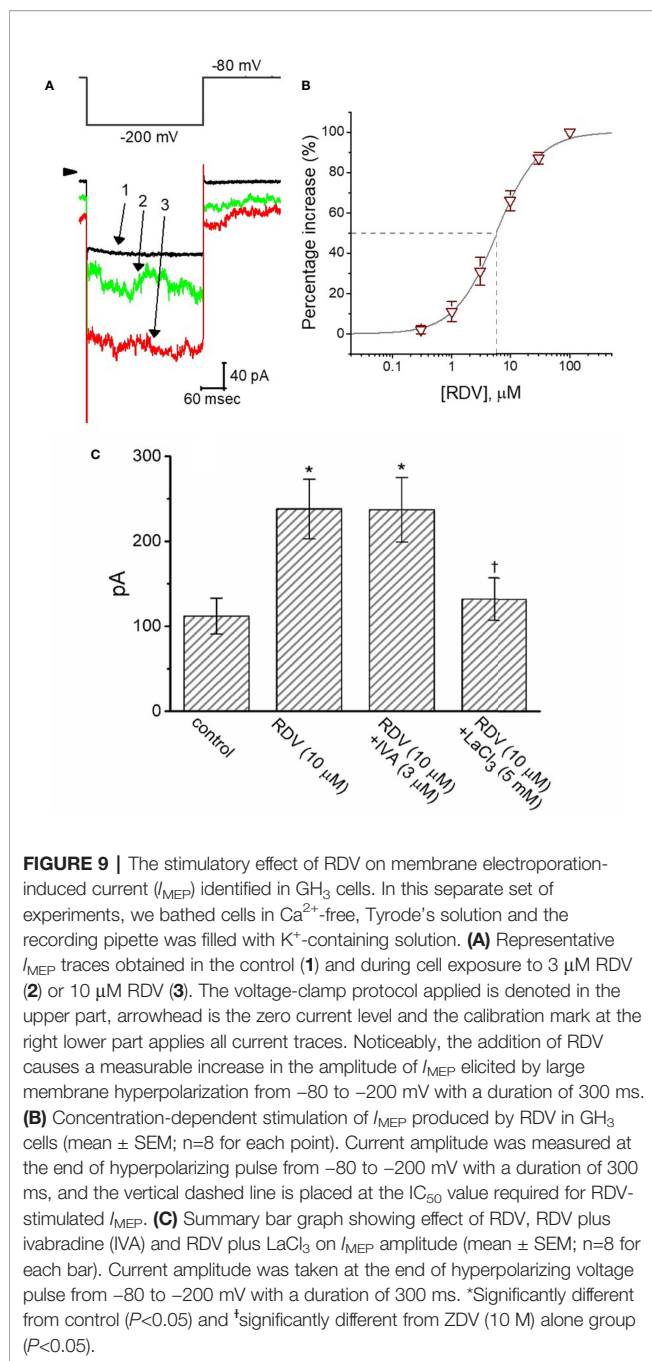 A
-80 mV
-200 mV
1
2
3
40 pA
60 msec
B
Percentage increase (%)
100
80
60
40
20
0
0.1
1
10
100
[RDV], μM
C
pA
300
200
100
0
*
*
†
control
RDV (10 μM)
RDV (10 μM)
+IVA (3 μM)
RDV (10 μM)
+LaCl3 (5 mM)
FIGURE 9 | The stimulatory effect of RDV on membrane electroporation-
induced current (IMEP) identified in GH3 cells. In this separate set of
experiments, we bathed cells in Ca2+-free, Tyrode's solution and the
recording pipette was filled with K+-containing solution. (A) Representative
IMEP traces obtained in the control (1) and during cell exposure to 3 μM RDV
(2) or 10 μM RDV (3). The voltage-clamp protocol applied is denoted in the
upper part, arrowhead is the zero current level and the calibration mark at the
right lower part applies all current traces. Noticeably, the addition of RDV
causes a measurable increase in the amplitude of IMEP elicited by large
membrane hyperpolarization from −80 to −200 mV with a duration of 300 ms.
(B) Concentration-dependent stimulation of IMEP produced by RDV in GH3
cells (mean ± SEM; n=8 for each point). Current amplitude was measured at
the end of hyperpolarizing pulse from −80 to −200 mV with a duration of 300
ms, and the vertical dashed line is placed at the IC50 value required for RDV-
stimulated IMEP. (C) Summary bar graph showing effect of RDV, RDV plus
ivabradine (IVA) and RDV plus LaCl3 on IMEP amplitude (mean ± SEM; n=8 for
each bar). Current amplitude was taken at the end of hyperpolarizing voltage
pulse from −80 to −200 mV with a duration of 300 ms. *Significantly different
from control (P<0.05) and ‡significantly different from ZDV (10 M) alone group
(P<0.05).